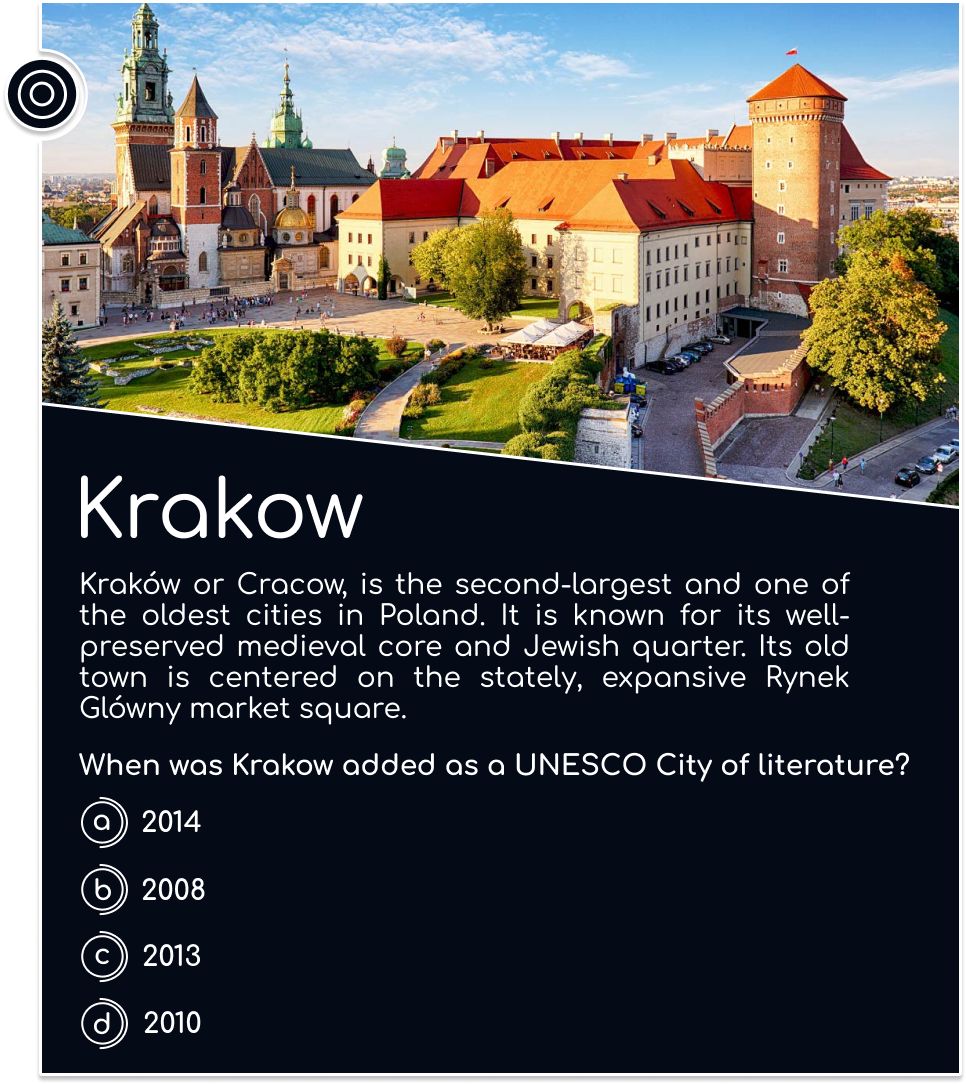 Krakow
Kraków or Cracow, is the second-largest and one of
the oldest cities in Poland. It is known for its well-
preserved medieval core and Jewish quarter. Its old
town is centered on the stately, expansive Rynek
Glówny market square.
When was Krakow added as a UNESCO City of literature?
a 2014
b 2008
c 2013
d 2010